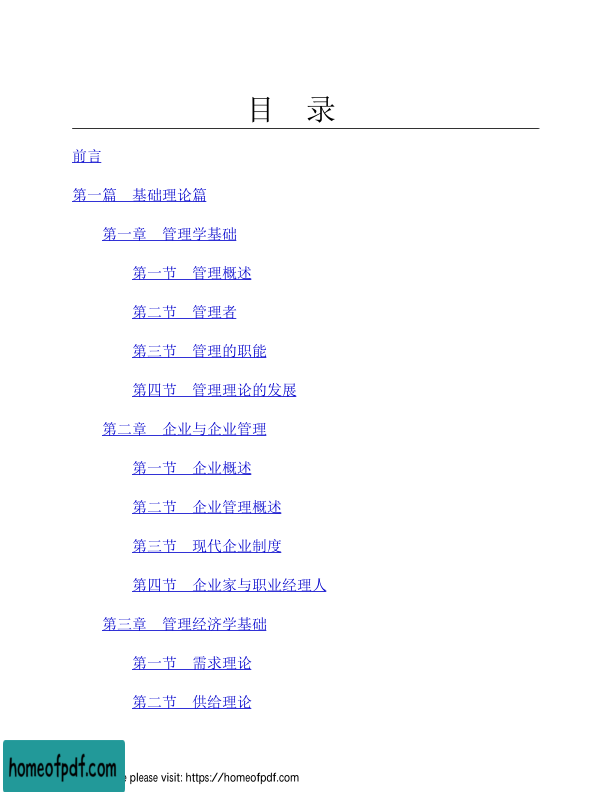 目 录
前言
第一篇 基础理论篇
第一章 管理学基础
第一节 管理概述
第二节 管理者
第三节 管理的职能
第四节 管理理论的发展
第二章 企业与企业管理
第一节 企业概述
第二节 企业管理概述
第三节 现代企业制度
第四节 企业家与职业经理人
第三章 管理经济学基础
第一节 需求理论
第二节 供给理论
homeofpdf.com
please visit: https://homeofpdf.com